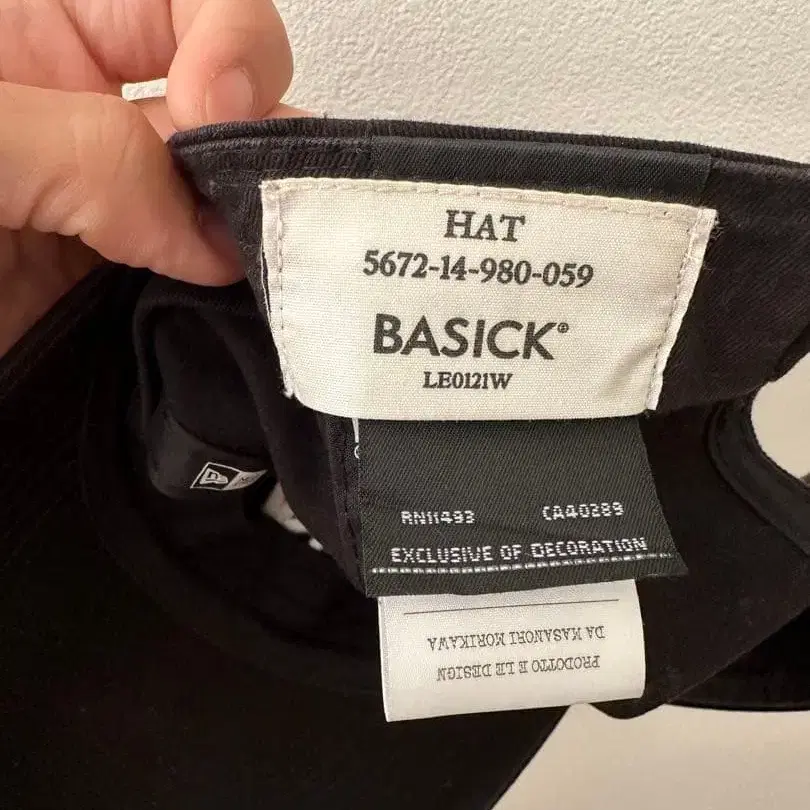 HAT
5672-14-980-059
BASICK®
LE0121W
RN11493 CA40289
EXCLUSIVE OF DECORATION
PRODOTTO E LE DESIGN
DA MASANORI MORIKAWA